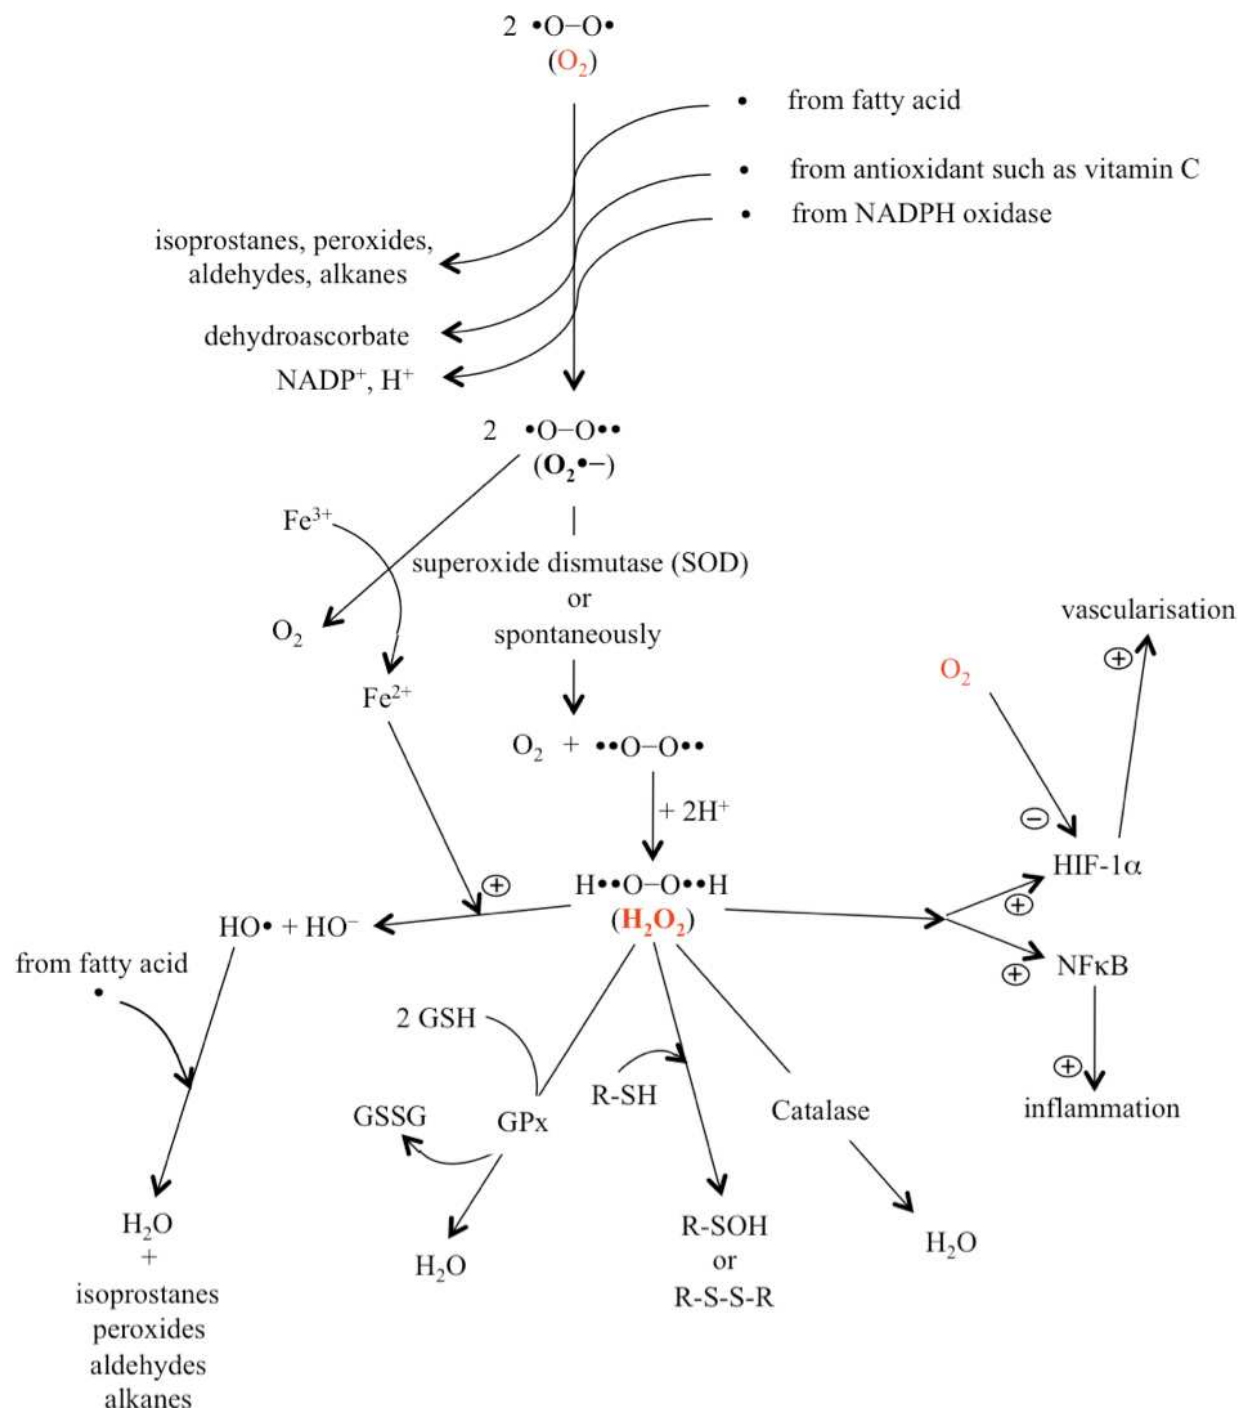 2 •O–O•
(O₂)
• from fatty acid
• from antioxidant such as vitamin C
• from NADPH oxidase
isoprostanes, peroxides,
aldehydes, alkanes
dehydroascorbate
NADP⁺, H⁺
2 •O–O••
(O₂•–)
Fe³⁺
superoxide dismutase (SOD)
or
spontaneously
O₂
Fe²⁺
O₂ + ••O–O••
+ 2H⁺
H••O–O••H
(H₂O₂)
vascularisation
+
O₂
−
HIF-1α
+
+
NFκB
+
inflammation
+
HO• + HO⁻
from fatty acid
•
H₂O
+
isoprostanes
peroxides
aldehydes
alkanes
2 GSH
GSSG
GPx
H₂O
R-SH
R-SOH
or
R-S-S-R
Catalase
H₂O